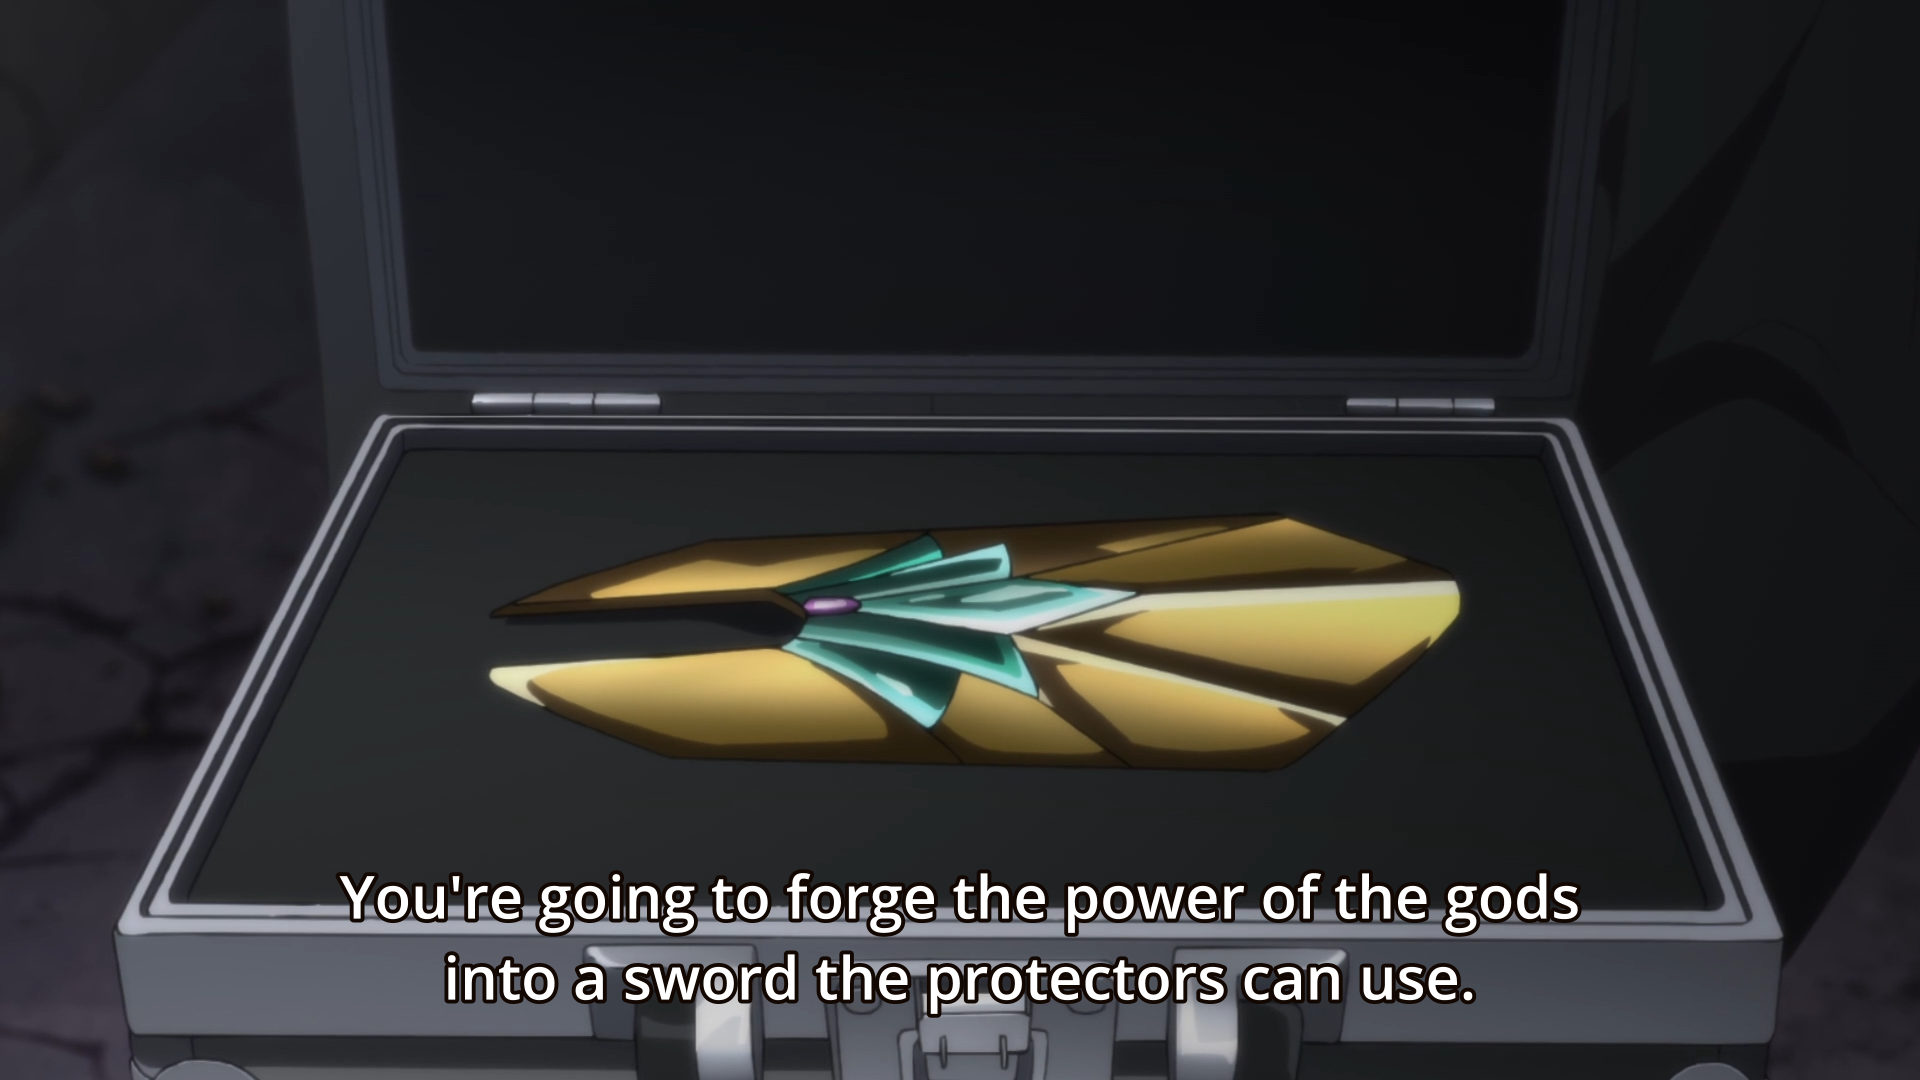 You're going to forge the power of the gods
into a sword the protectors can use.